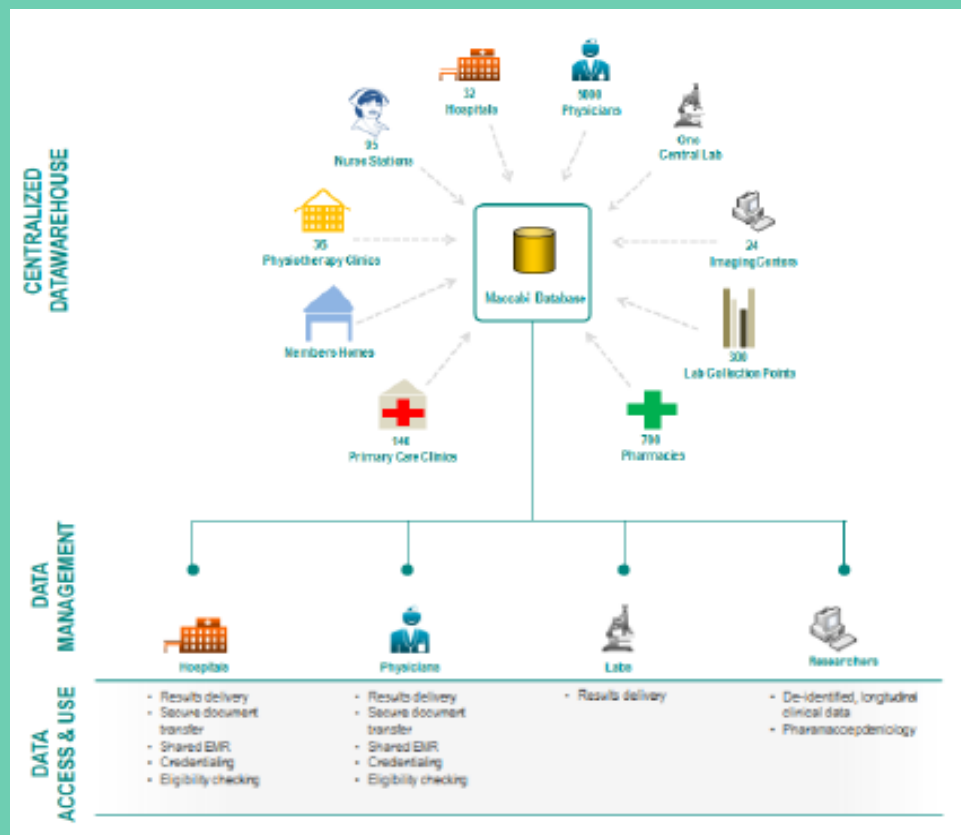 CENTRALIZED
DATAWAREHOUSE
32
Hospitals
5000
Physicians
95
Nurse Stations
One
Central Lab
Physiotherapy Clinics
24
Imaging Centers
Maccabi Database
Members Homes
300
Lab Collection Points
Primary Care Clinics
700
Pharmacies
DATA
MANAGEMENT
Hospitals
Physicians
Labs
Researchers
DATA
ACCESS & USE
• Results delivery
• Secure document
transfer
• Shared EMR
• Credentialing
• Eligibility checking
• Results delivery
• Secure document
transfer
• Shared EMR
• Credentialing
• Eligibility checking
• Results delivery
• De-identified, longitudinal
clinical data
• Pharamacoepdeniology